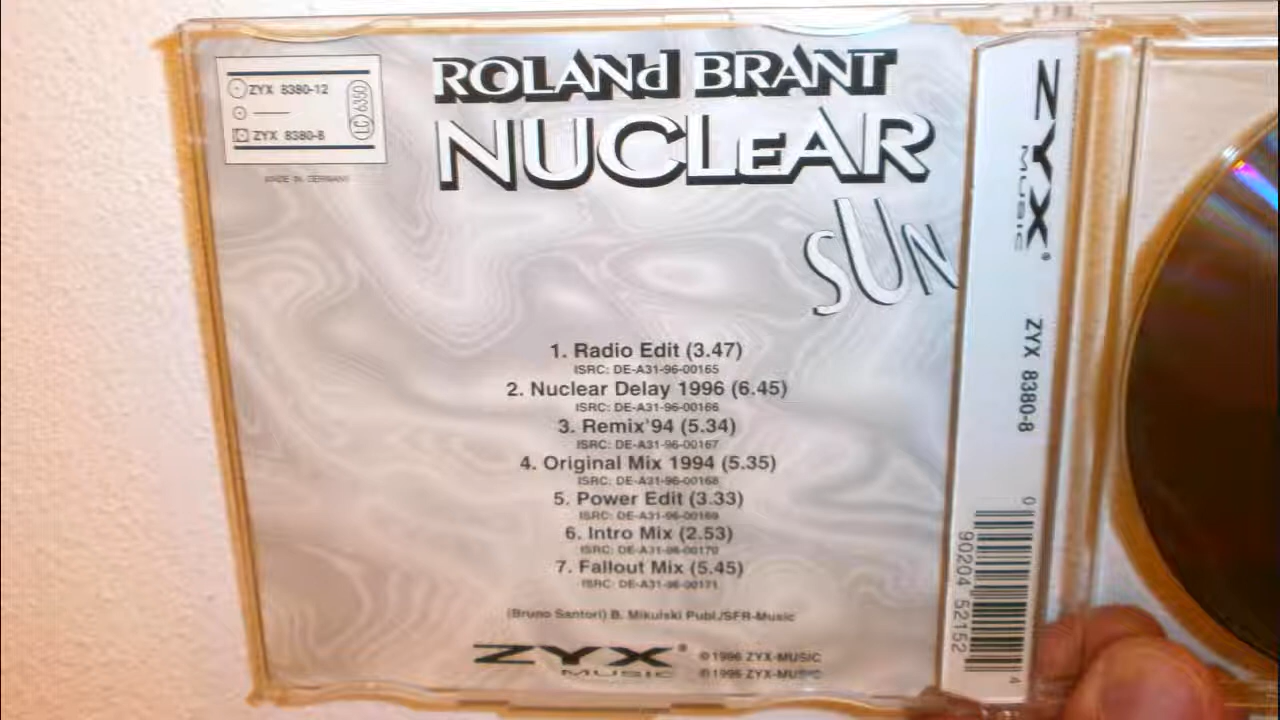 ZYX 8380-12
ZYX 8380-8
LC 6350
MADE IN GERMANY
ROLANd BRANT
NUCLeAR
sUN
1. Radio Edit (3.47)
ISRC: DE-A31-96-00165
2. Nuclear Delay 1996 (6.45)
ISRC: DE-A31-96-00166
3. Remix'94 (5.34)
ISRC: DE-A31-96-00167
4. Original Mix 1994 (5.35)
ISRC: DE-A31-96-00168
5. Power Edit (3.33)
ISRC: DE-A31-96-00169
6. Intro Mix (2.53)
ISRC: DE-A31-96-00170
7. Fallout Mix (5.45)
ISRC: DE-A31-96-00171
(Bruno Santori) B. Mikulski Publ./SFR-Music
ZYX®
MUSIC
©1996 ZYX-MUSIC
℗1996 ZYX-MUSIC
ZYX®
MUSIC
ZYX 8380-8
0 90204 52152 4